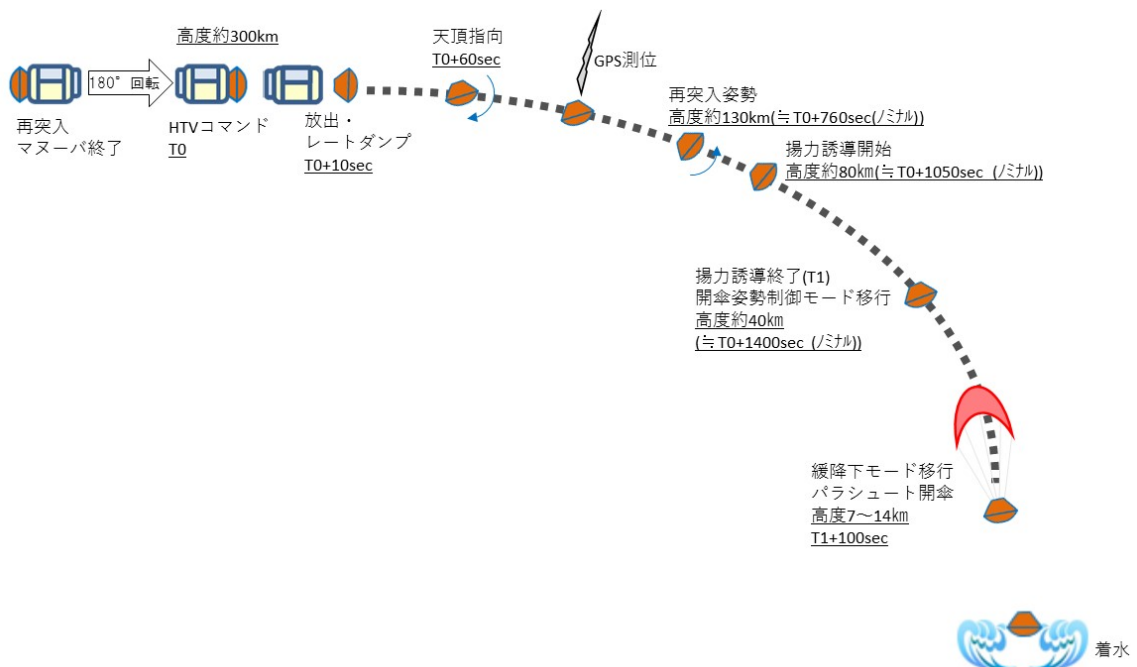 高度約300km
180°回転
再突入
マヌーバ終了
HTVコマンド
T0
放出・
レートダンプ
T0+10sec
天頂指向
T0+60sec
GPS測位
再突入姿勢
高度約130km(≒T0+760sec(ﾉﾐﾅﾙ))
揚力誘導開始
高度約80㎞(≒T0+1050sec (ﾉﾐﾅﾙ))
揚力誘導終了(T1)
開傘姿勢制御モード移行
高度約40㎞
(≒T0+1400sec (ﾉﾐﾅﾙ))
緩降下モード移行
パラシュート開傘
高度7～14㎞
T1+100sec
着水